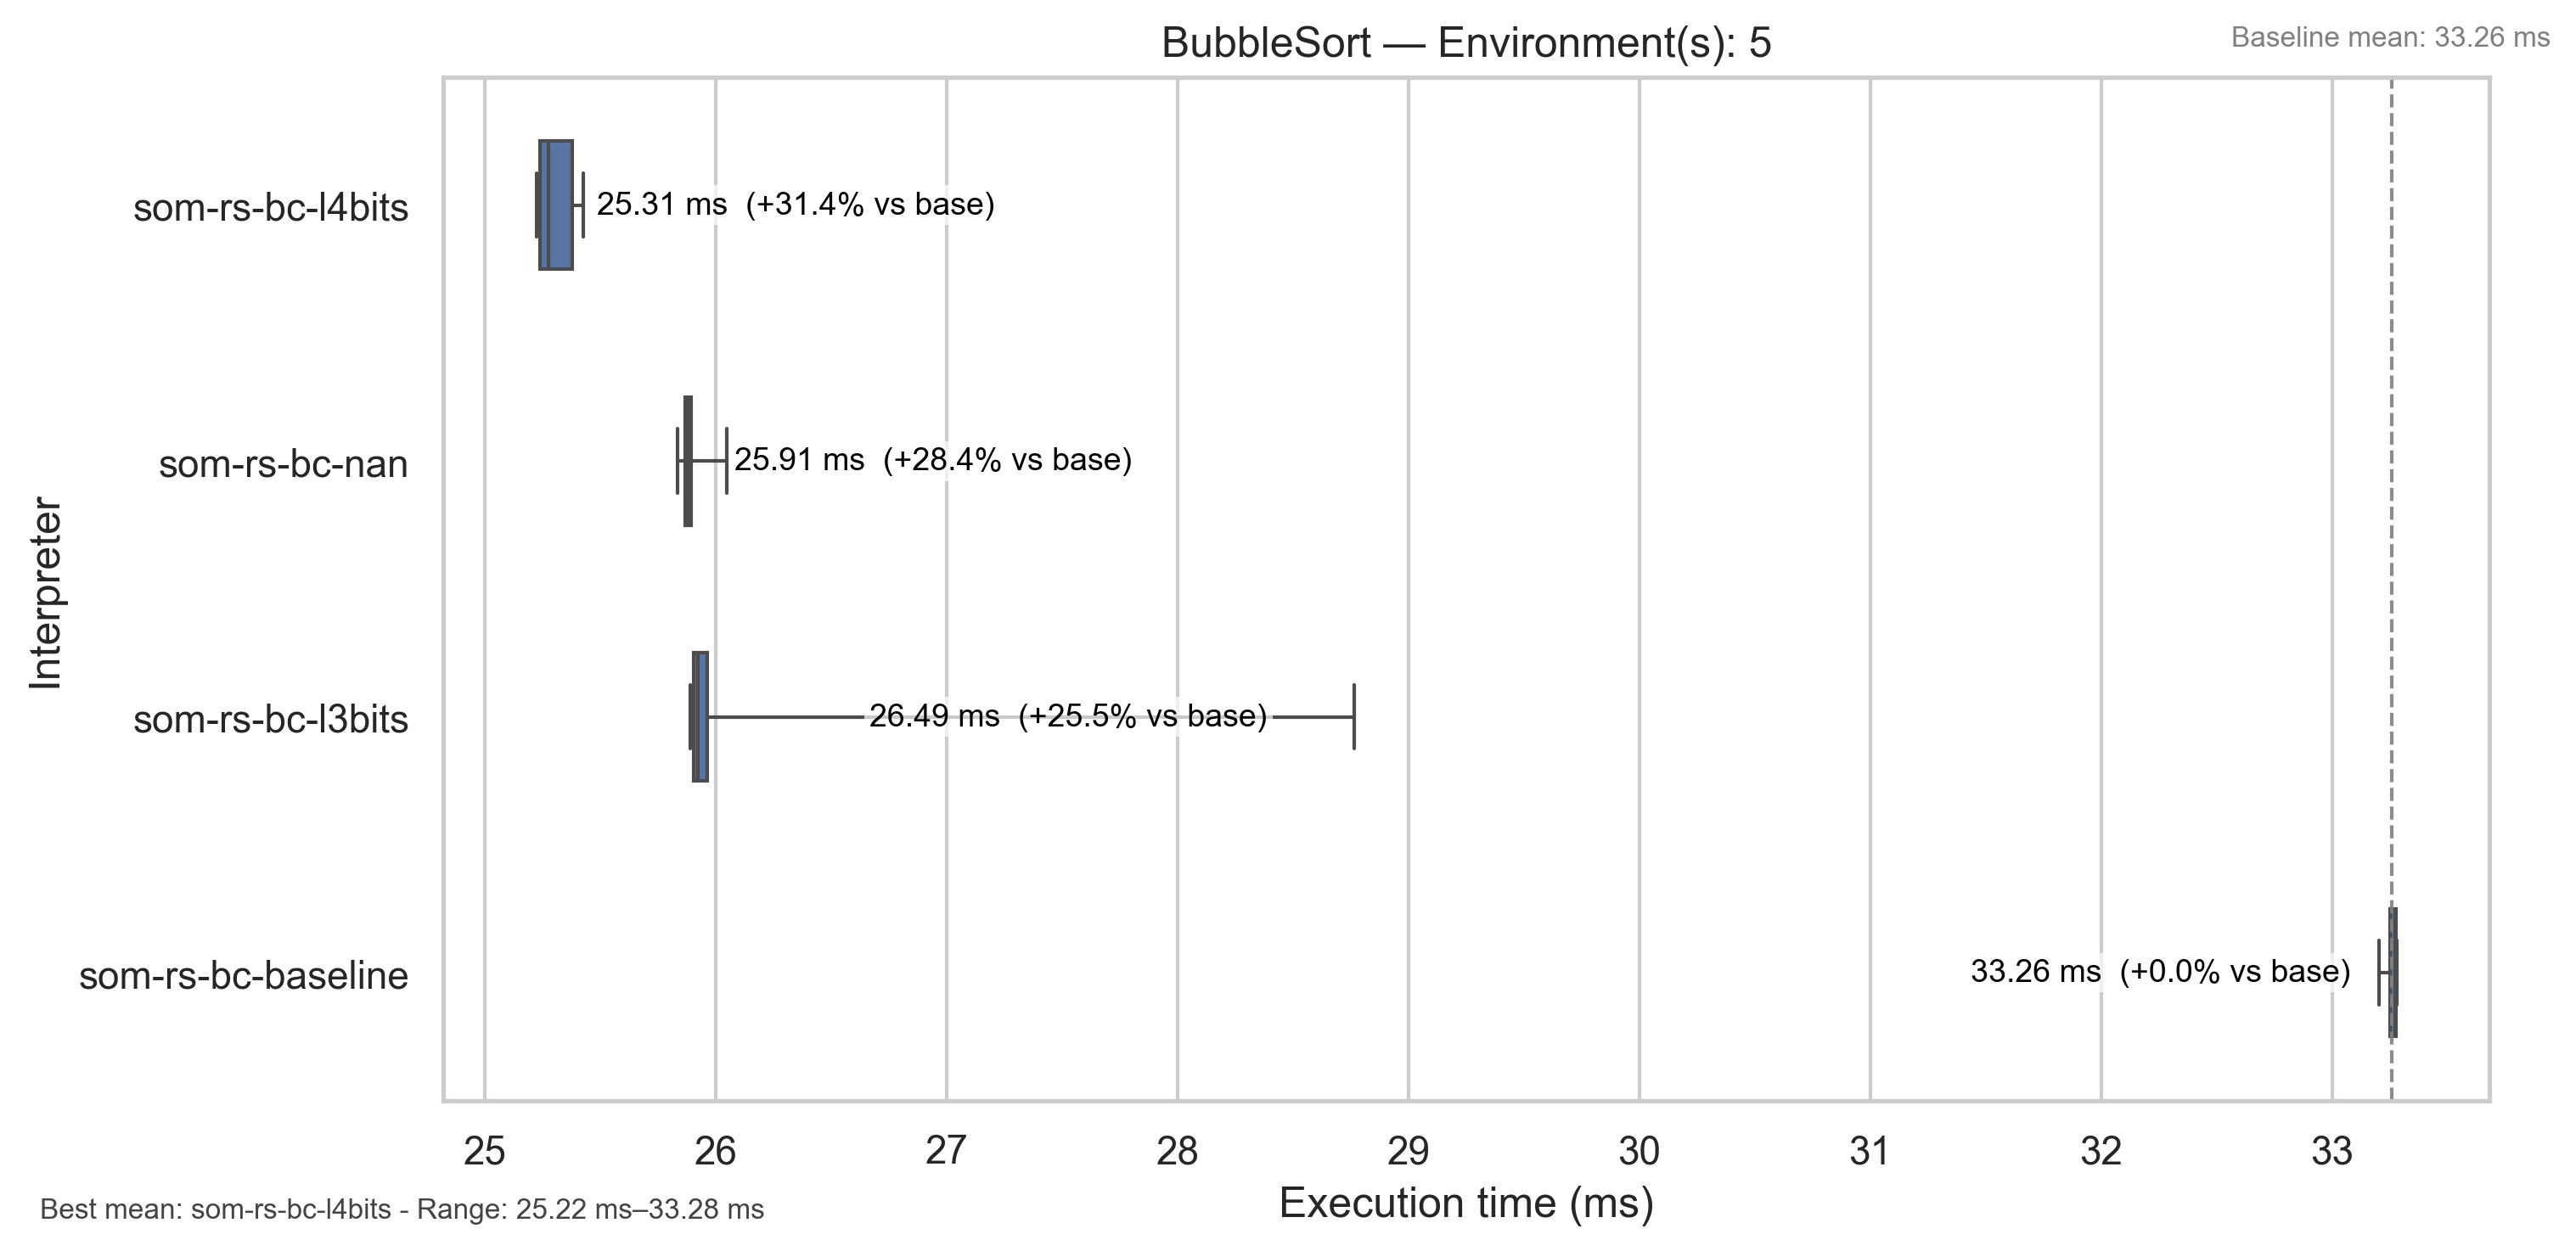 BubbleSort — Environment(s): 5
Baseline mean: 33.26 ms
Interpreter
som-rs-bc-l4bits
25.31 ms (+31.4% vs base)
som-rs-bc-nan
25.91 ms (+28.4% vs base)
som-rs-bc-l3bits
26.49 ms (+25.5% vs base)
som-rs-bc-baseline
33.26 ms (+0.0% vs base)
25 26 27 28 29 30 31 32 33
Execution time (ms)
Best mean: som-rs-bc-l4bits - Range: 25.22 ms–33.28 ms